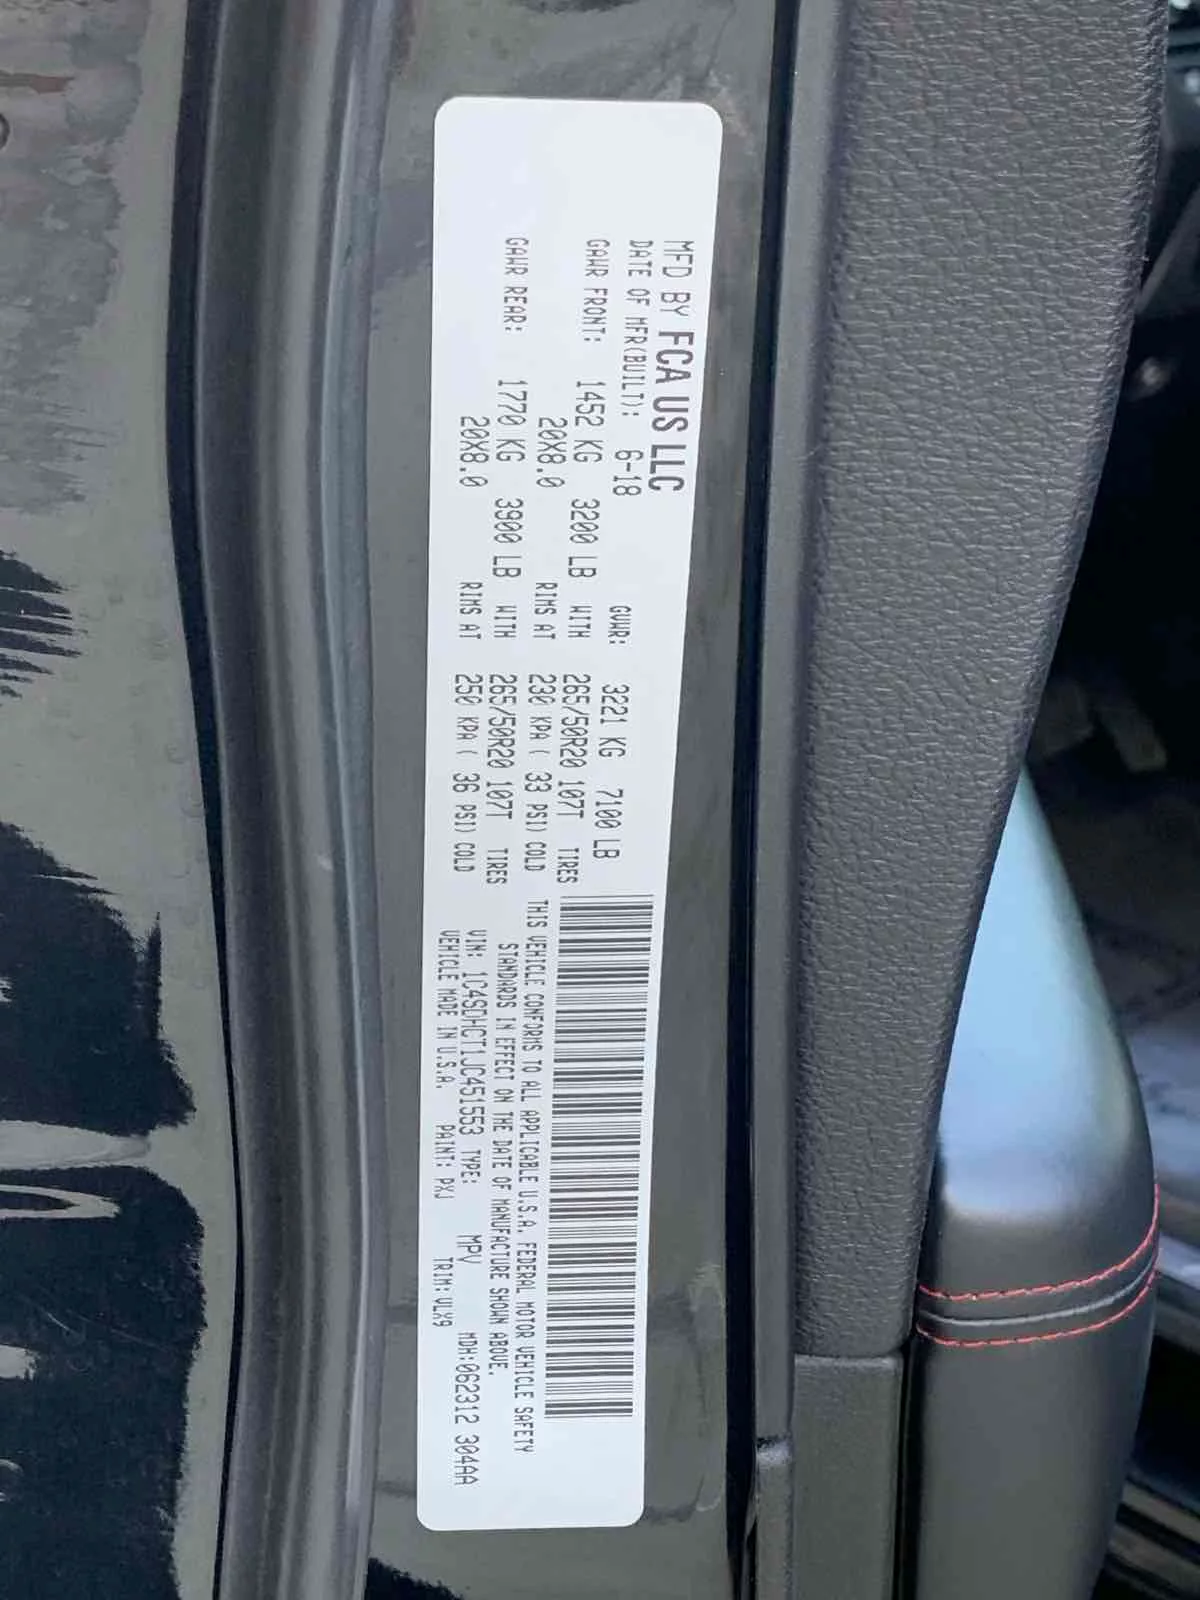 MFD BY FCA US LLC
DATE OF MFR(BUILT): 6-18 GVWR: 3221 KG 7100 LB
GAWR FRONT: 1452 KG 3200 LB WITH 265/50R20 107T TIRES
20X8.0 RIMS AT 230 KPA( 33 PSI) COLD
GAWR REAR: 1770 KG 3900 LB WITH 265/50R20 107T TIRES
20X8.0 RIMS AT 250 KPA( 36 PSI) COLD
THIS VEHICLE CONFORMS TO ALL APPLICABLE U.S.A. FEDERAL MOTOR VEHICLE SAFETY
STANDARDS IN EFFECT ON THE DATE OF MANUFACTURE SHOWN ABOVE.
VIN: 1C4SDHCT1JC451553 TYPE: MPV MDH:062312 304AA
VEHICLE MADE IN U.S.A. PAINT: PXJ TRIM: VLX9